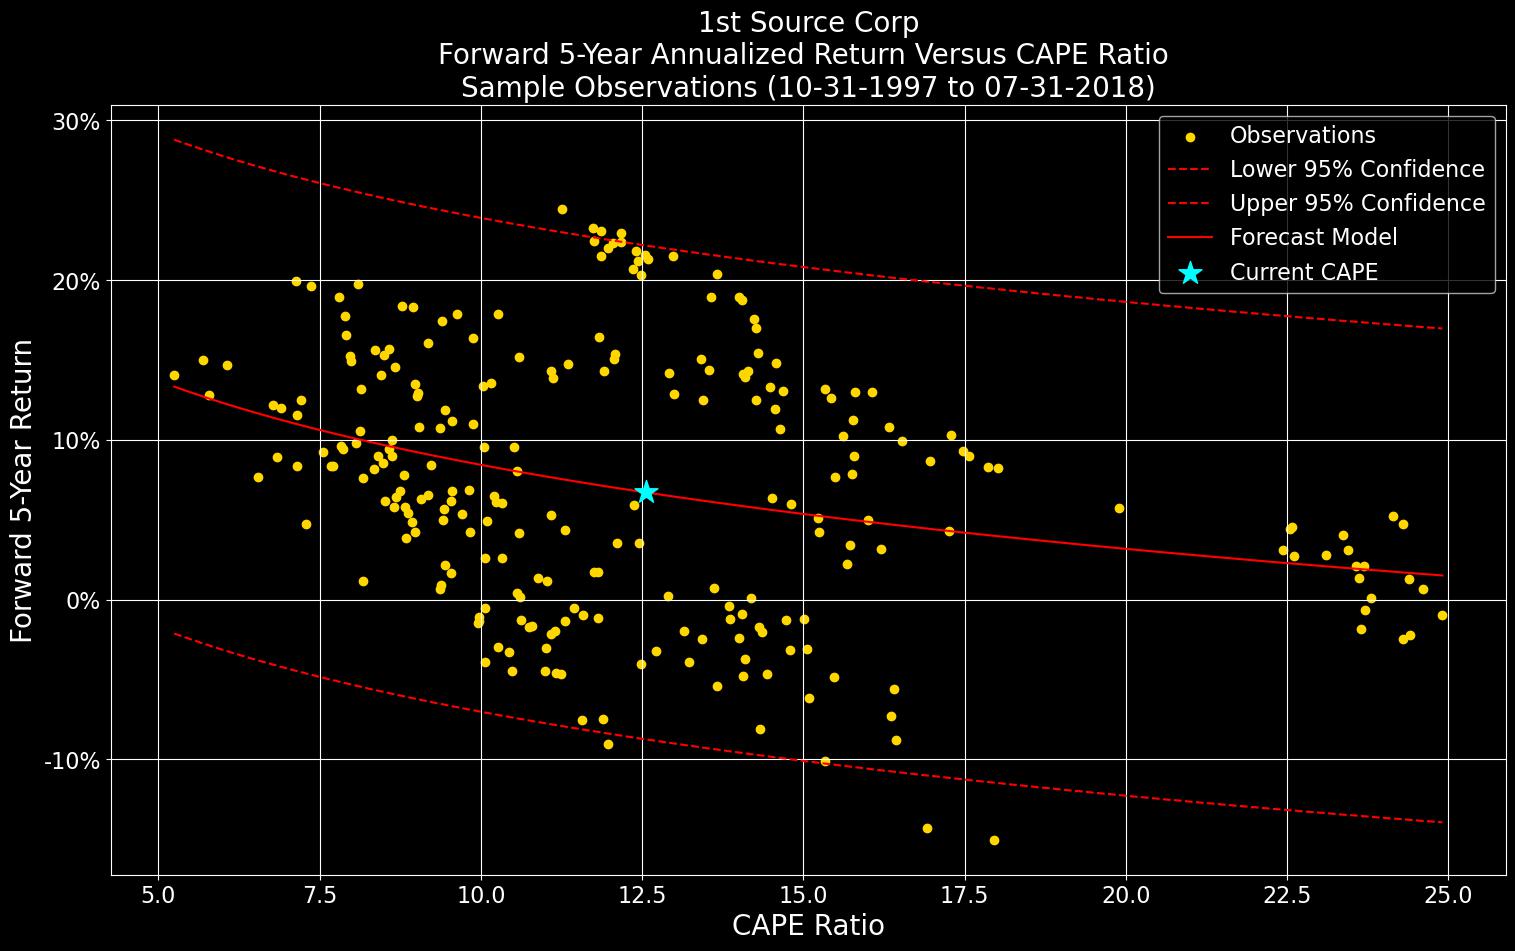 1st Source Corp
Forward 5-Year Annualized Return Versus CAPE Ratio
Sample Observations (10-31-1997 to 07-31-2018)
Observations
Lower 95% Confidence
Upper 95% Confidence
Forecast Model
Current CAPE
Forward 5-Year Return
30%
20%
10%
0%
-10%
5.0 7.5 10.0 12.5 15.0 17.5 20.0 22.5 25.0
CAPE Ratio